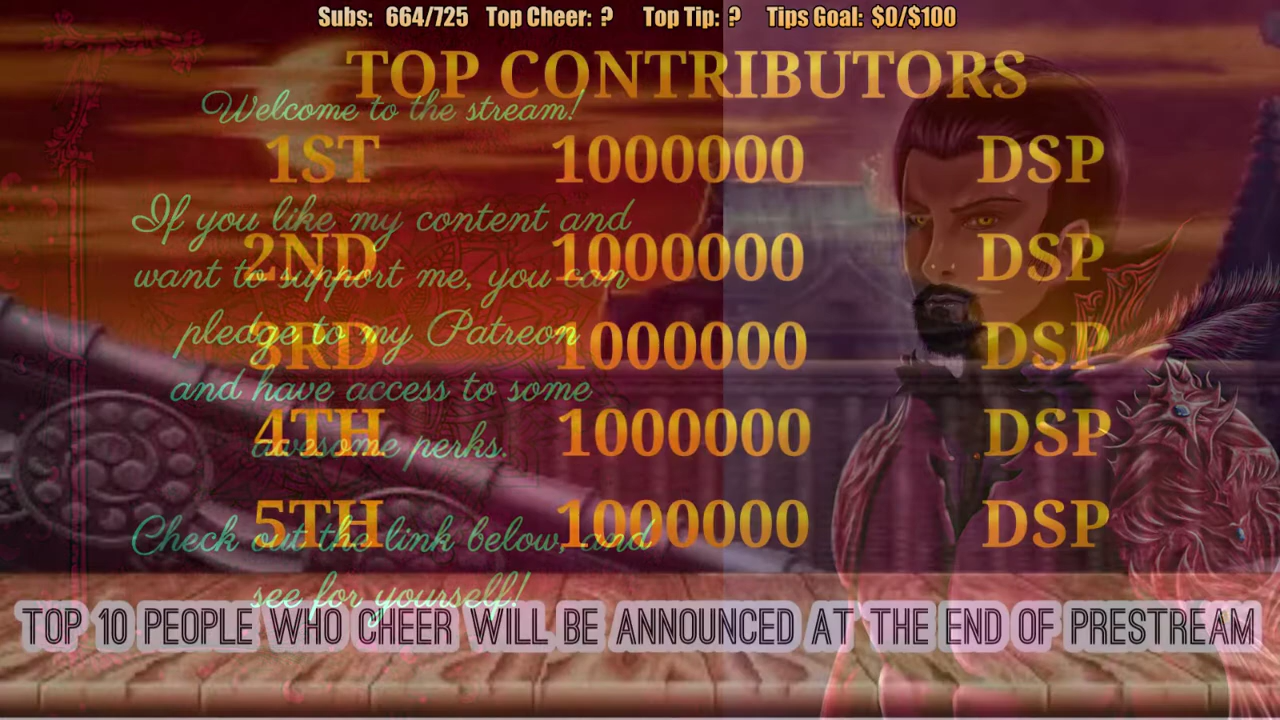 Subs: 664/725 Top Cheer: ? Top Tip: ? Tips Goal: $0/$100
TOP CONTRIBUTORS
Welcome to the stream!
1ST 1000000 DSP
If you like my content and
2ND 1000000 DSP
want to support me, you can
pledge to my Patreon
3RD 1000000 DSP
and have access to some
4TH 1000000 DSP
awesome perks.
5TH 1000000 DSP
Check out the link below, and
see for yourself!
TOP 10 PEOPLE WHO CHEER WILL BE ANNOUNCED AT THE END OF PRESTREAM